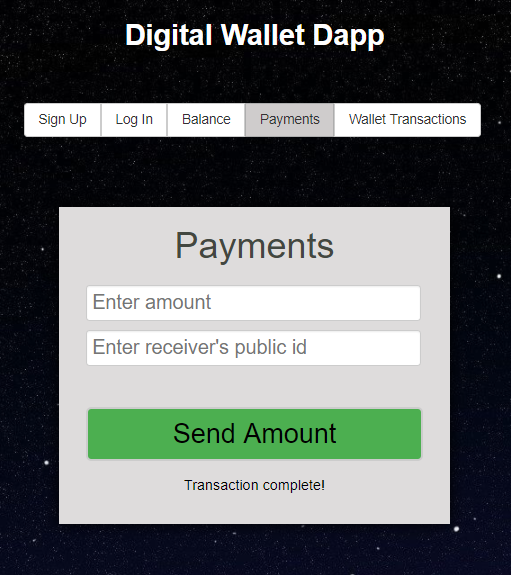 Digital Wallet Dapp
Sign Up Log In Balance Payments Wallet Transactions
Payments
Enter amount
Enter receiver's public id
Send Amount
Transaction complete!